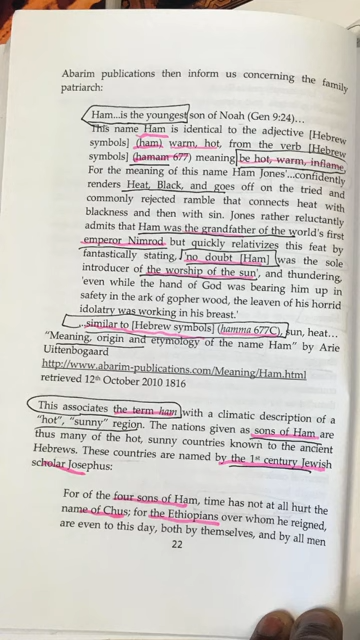 Abarim publications then inform us concerning the family
patriarch:
Ham...is the youngest son of Noah (Gen 9:24)...
This name Ham is identical to the adjective [Hebrew
symbols] (ham) warm, hot, from the verb [Hebrew
symbols] (hamam 677) meaning be hot, warm, inflame.
For the meaning of this name Ham Jones'...confidently
renders Heat, Black, and goes off on the tried and
commonly rejected ramble that connects heat with
blackness and then with sin. Jones rather reluctantly
admits that Ham was the grandfather of the world's first
emperor Nimrod but quickly relativizes this feat by
fantastically stating, 'no doubt [Ham] was the sole
introducer of the worship of the sun', and thundering,
'even while the hand of God was bearing him up in
safety in the ark of gopher wood, the leaven of his horrid
idolatry was working in his breast.'
...similar to [Hebrew symbols] (hamma 677C), sun, heat...
"Meaning, origin and etymology of the name Ham" by Arie
Uittenbogaard
http://www.abarim-publications.com/Meaning/Ham.html
retrieved 12th October 2010 1816
This associates the term ham with a climatic description of a
"hot", "sunny" region. The nations given as sons of Ham are
thus many of the hot, sunny countries known to the ancient
Hebrews. These countries are named by the 1st century Jewish
scholar Josephus:
For of the four sons of Ham, time has not at all hurt the
name of Chus; for the Ethiopians over whom he reigned,
are even to this day, both by themselves, and by all men
22